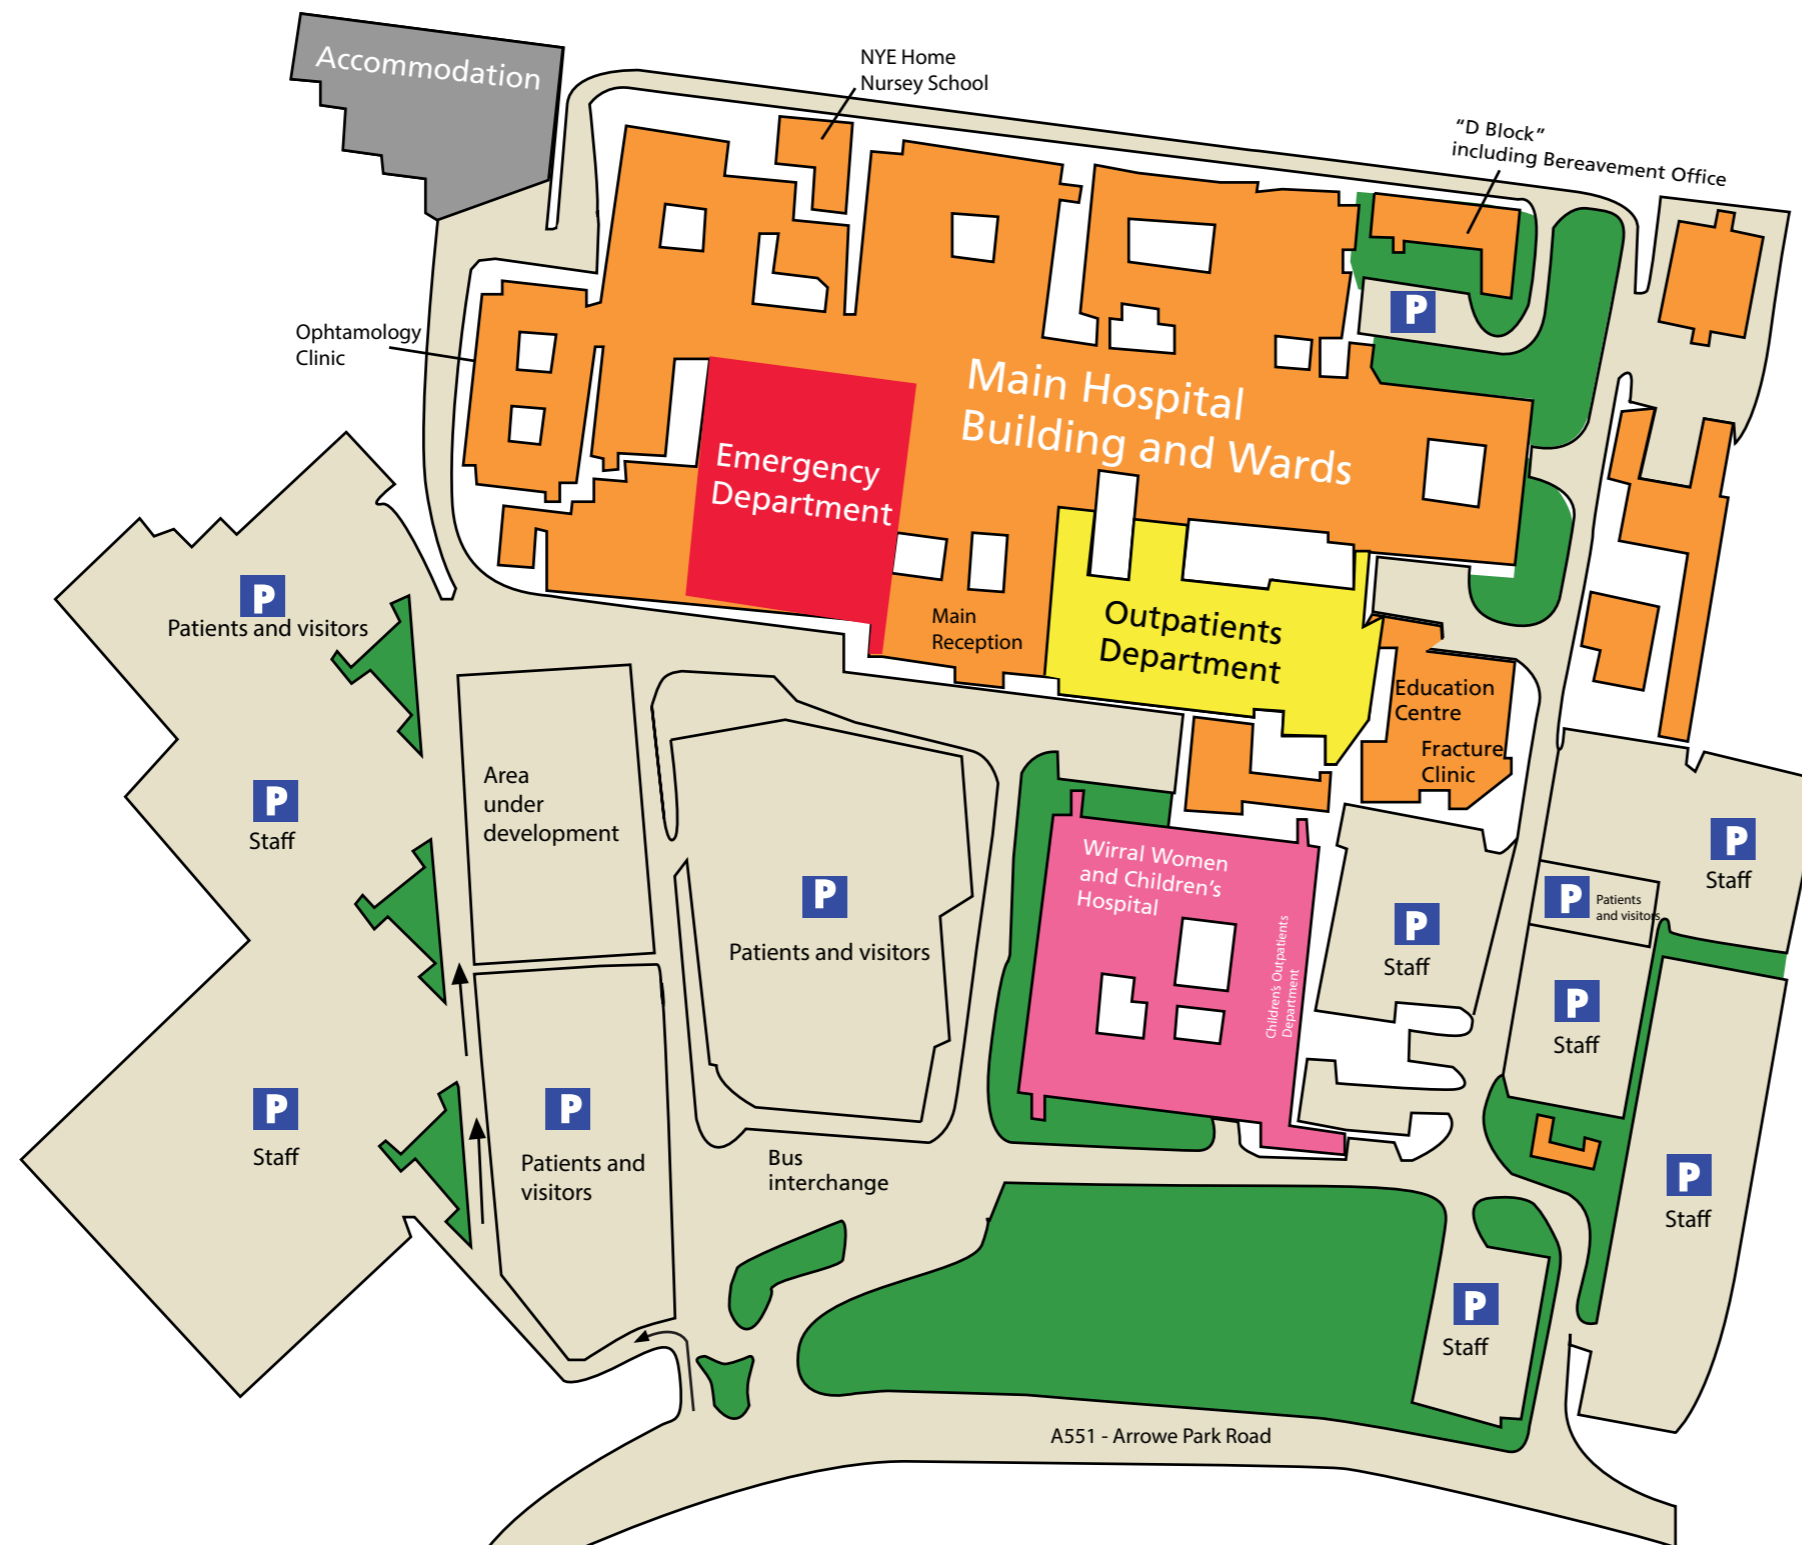 Accommodation
NYE Home
Nursey School
"D Block"
including Bereavement Office
P
Ophtamology
Clinic
Main Hospital
Building and Wards
Emergency
Department
P
Patients and visitors
Main
Reception
Outpatients
Department
Education
Centre
Fracture
Clinic
Area
under
development
P
Staff
P
Staff
Wirral Women
and Children's
Hospital
P
Patients and visitors
P
Patients
and visitors
Children's Outpatients
Department
P
Staff
P
Staff
P
Staff
P
Patients and
visitors
Bus
interchange
P
Staff
P
Staff
A551 - Arrowe Park Road